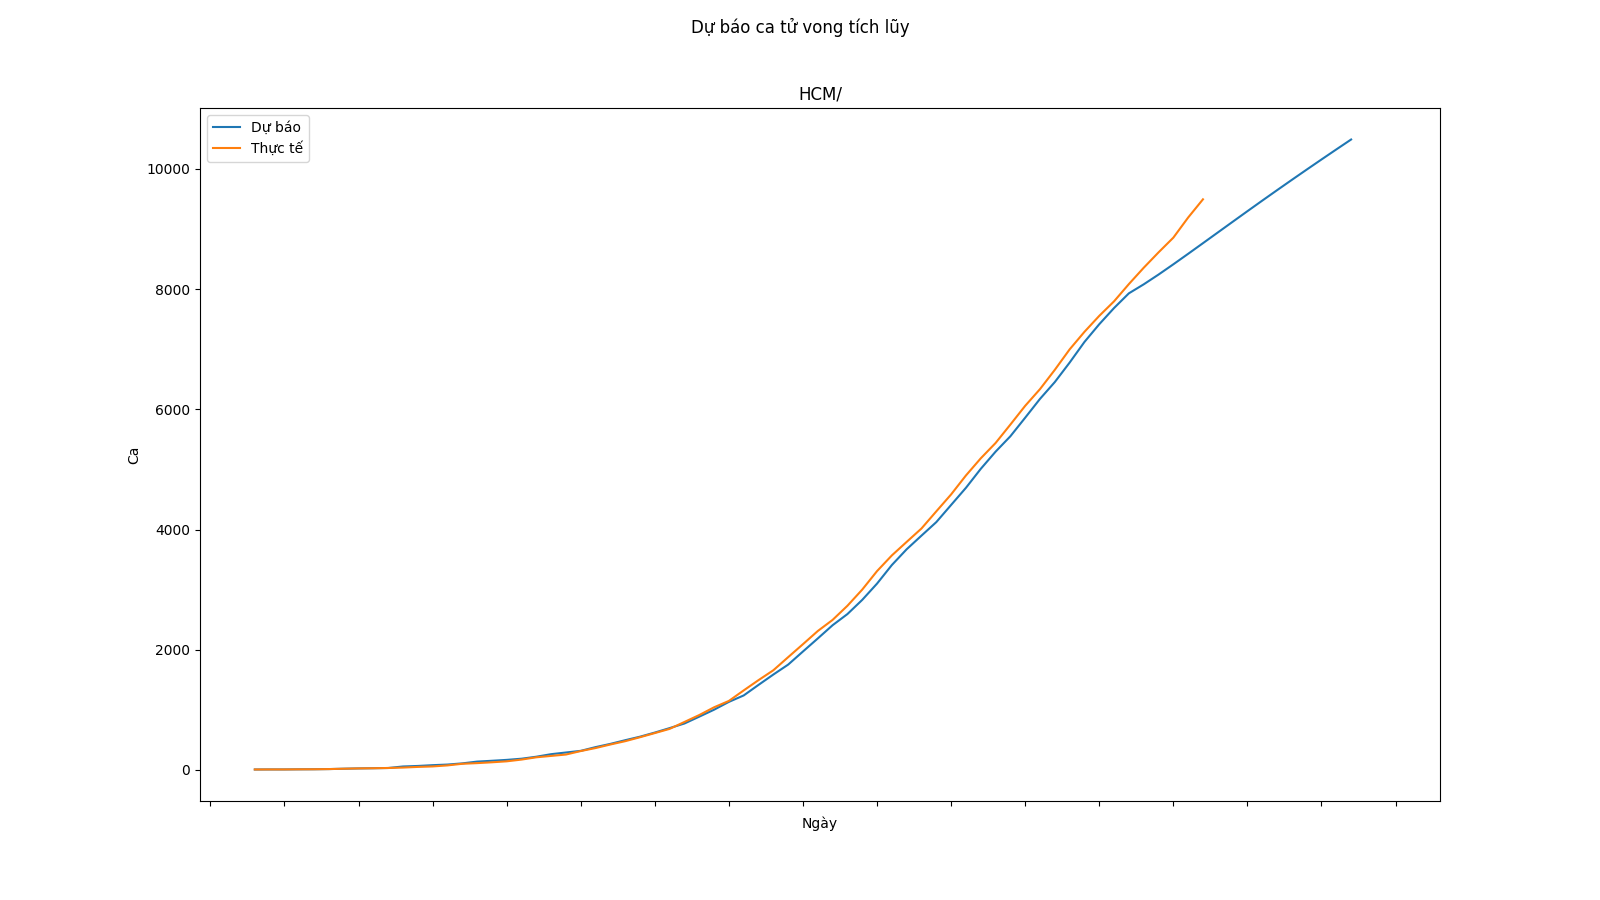 Dự báo ca tử vong tích lũy
HCM/
Dự báo
Thực tế
10000
8000
6000
4000
2000
0
Ca
Ngày